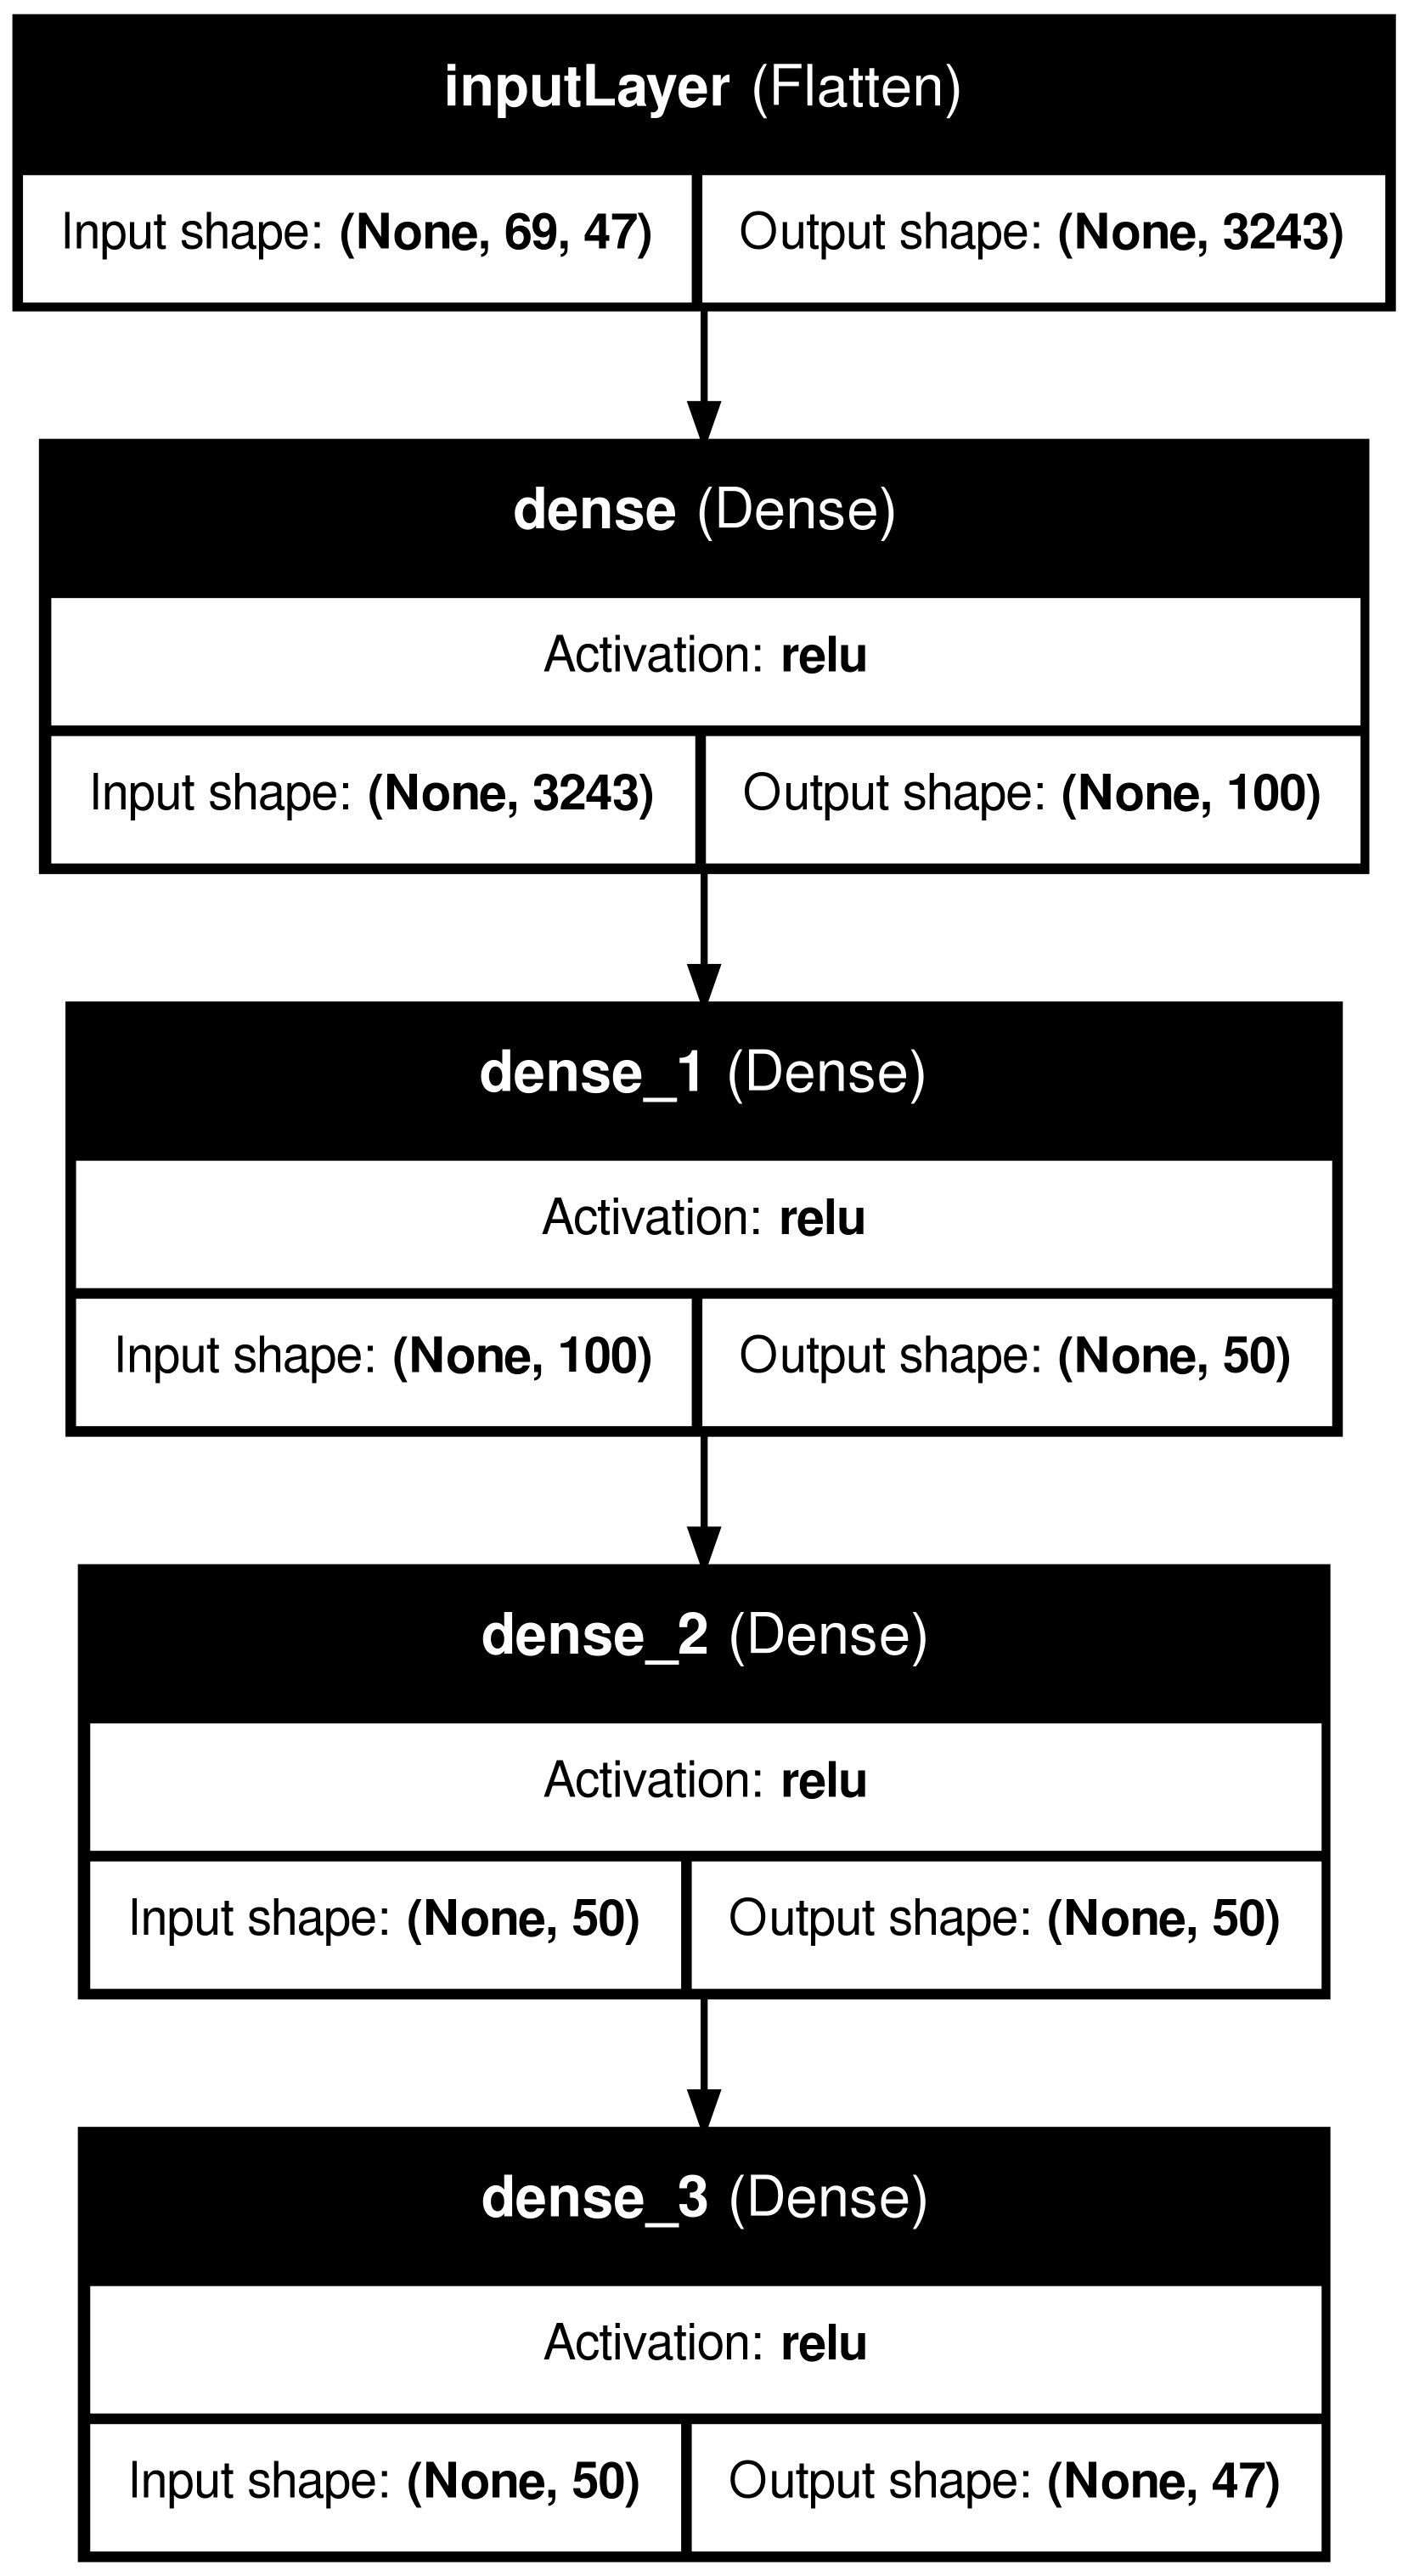 inputLayer (Flatten)
Input shape: (None, 69, 47) Output shape: (None, 3243)
dense (Dense)
Activation: relu
Input shape: (None, 3243) Output shape: (None, 100)
dense_1 (Dense)
Activation: relu
Input shape: (None, 100) Output shape: (None, 50)
dense_2 (Dense)
Activation: relu
Input shape: (None, 50) Output shape: (None, 50)
dense_3 (Dense)
Activation: relu
Input shape: (None, 50) Output shape: (None, 47)